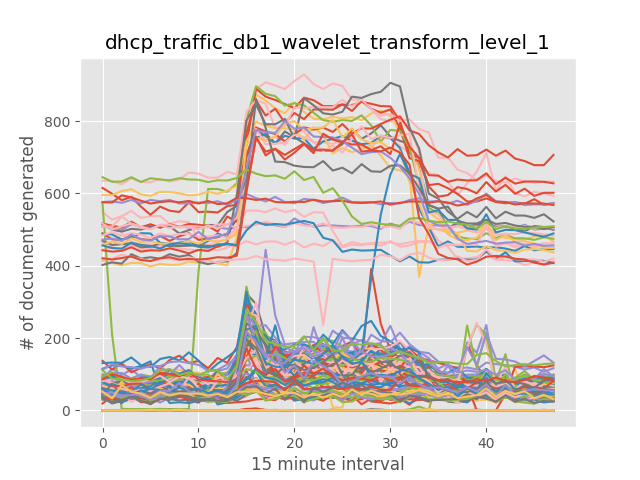 dhcp_traffic_db1_wavelet_transform_level_1
# of document generated
800
600
400
200
0
0 10 20 30 40
15 minute interval